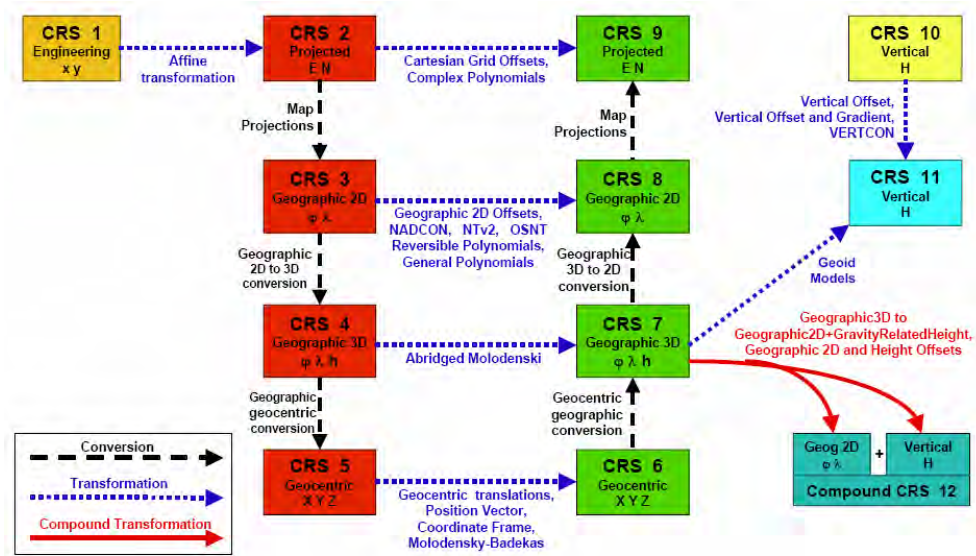 CRS 1
Engineering
x y
Affine
transformation
CRS 2
Projected
E N
Cartesian Grid Offsets,
Complex Polynomials
CRS 9
Projected
E N
CRS 10
Vertical
H
Map
Projections
Map
Projections
Vertical Offset,
Vertical Offset and Gradient,
VERTCON
CRS 3
Geographic 2D
φ λ
Geographic 2D Offsets,
NADCON, NTv2, OSNT
Reversible Polynomials,
General Polynomials
CRS 8
Geographic 2D
φ λ
CRS 11
Vertical
H
Geographic
2D to 3D
conversion
Geographic
3D to 2D
conversion
Geoid
Models
CRS 4
Geographic 3D
φ λ h
Abridged Molodenski
CRS 7
Geographic 3D
φ λ h
Geographic3D to
Geographic2D+GravityRelatedHeight,
Geographic 2D and Height Offsets
Geographic
geocentric
conversion
Geocentric
geographic
conversion
Conversion
Transformation
Compound Transformation
CRS 5
Geocentric
X Y Z
Geocentric translations,
Position Vector,
Coordinate Frame,
Molodensky-Badekas
CRS 6
Geocentric
X Y Z
Geog 2D
φ λ
+
Vertical
H
Compound CRS 12